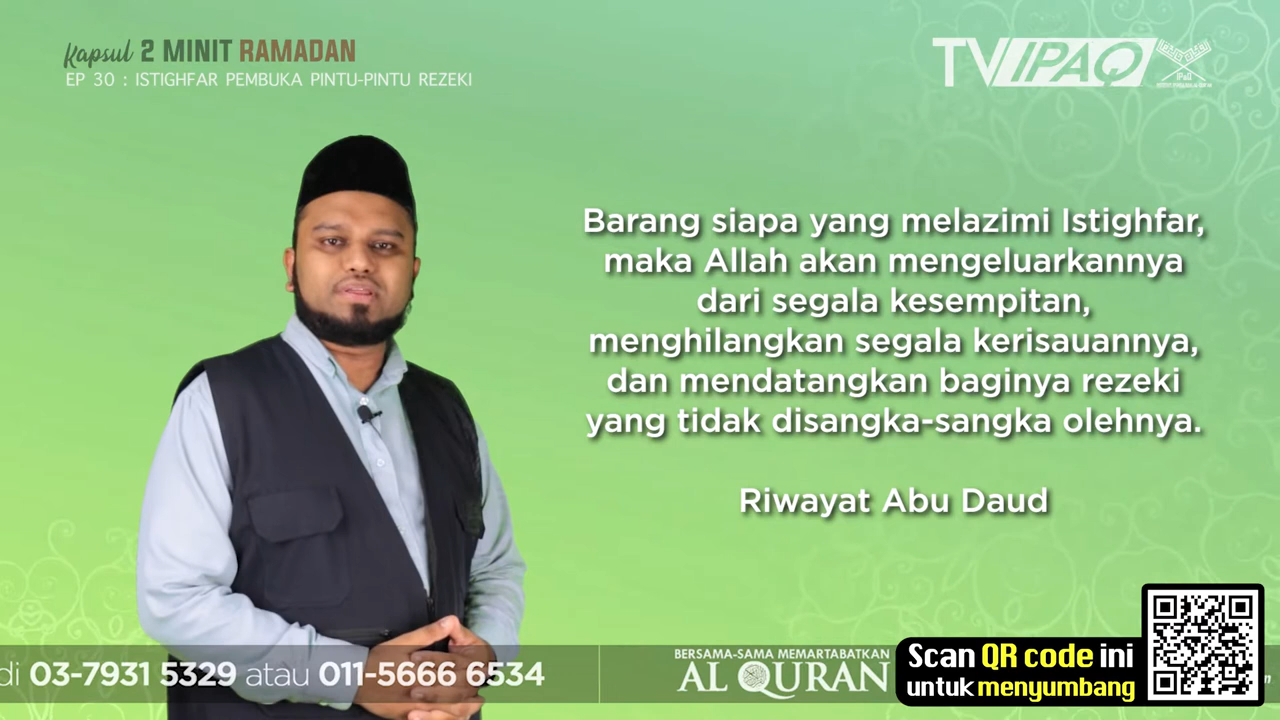 Kapsul 2 MINIT RAMADAN
EP 30 : ISTIGHFAR PEMBUKA PINTU-PINTU REZEKI
TV IPAQ
IPaQ
Barang siapa yang melazimi Istighfar,
maka Allah akan mengeluarkannya
dari segala kesempitan,
menghilangkan segala kerisauannya,
dan mendatangkan baginya rezeki
yang tidak disangka-sangka olehnya.
Riwayat Abu Daud
di 03-7931 5329 atau 011-5666 6534
BERSAMA-SAMA MEMARTABATKAN
AL QURAN
Scan QR code ini
untuk menyumbang